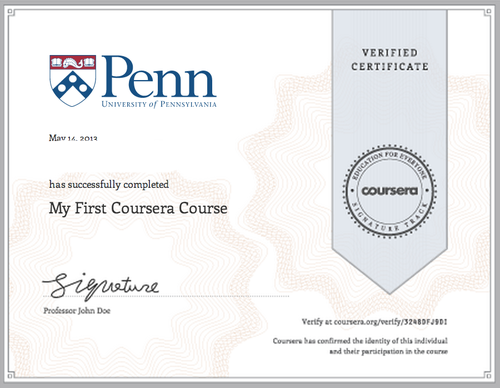 Penn
UNIVERSITY of PENNSYLVANIA
May 14, 2013
has successfully completed
My First Coursera Course
Signature
Professor John Doe
VERIFIED
CERTIFICATE
EDUCATION FOR EVERYONE
coursera
SIGNATURE TRACK
Verify at coursera.org/verify/3248DFJ9DI
Coursera has confirmed the identity of this individual
and their participation in the course